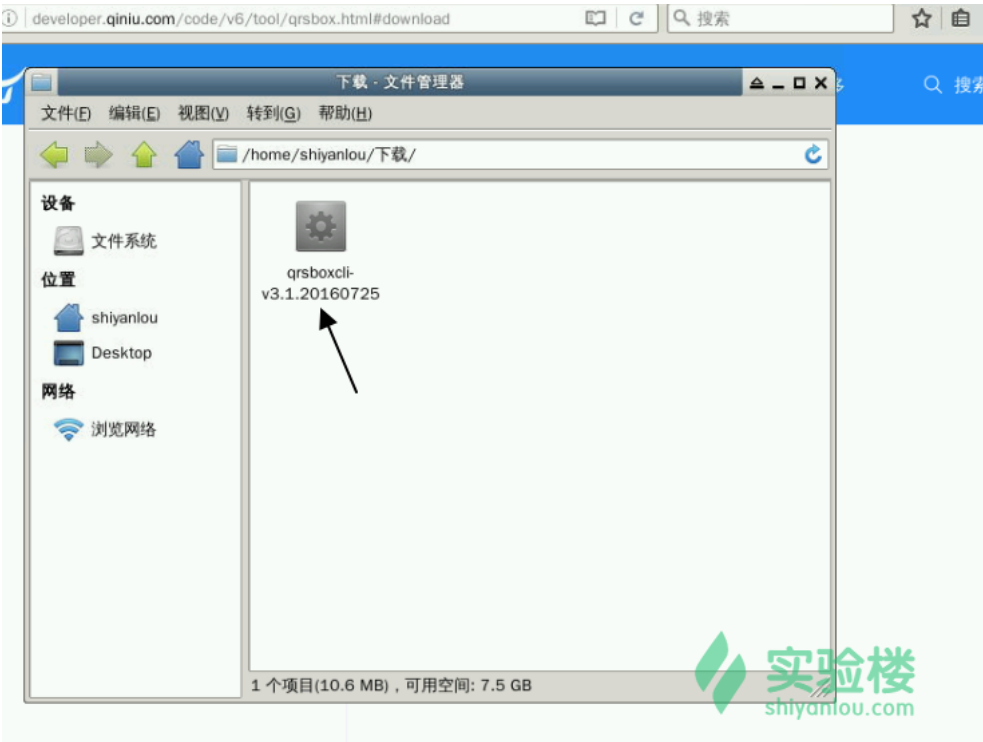 developer.qiniu.com/code/v6/tool/qrsbox.html#download
搜索
搜索
下载 - 文件管理器
文件(F) 编辑(E) 视图(V) 转到(G) 帮助(H)
/home/shiyanlou/下载/
设备
文件系统
位置
shiyanlou
Desktop
网络
浏览网络
qrsboxcli-
v3.1.20160725
1 个项目(10.6 MB)，可用空间: 7.5 GB
实验楼
shiyanlou.com